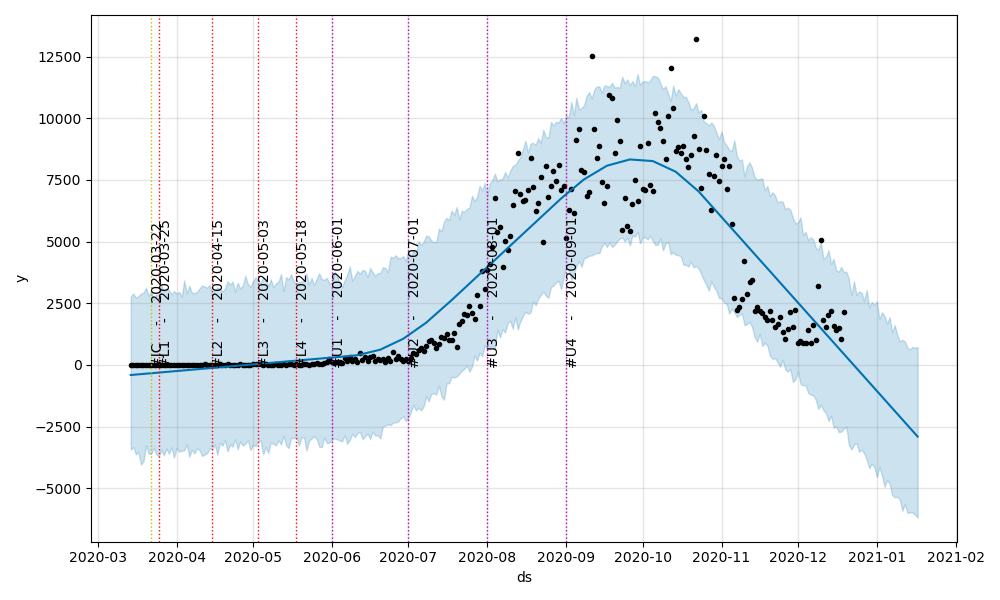 12500
10000
7500
5000
2500
0
−2500
−5000
y
#JC - 2020-03-22
#L1 - 2020-03-25
#L2 - 2020-04-15
#L3 - 2020-05-03
#L4 - 2020-05-18
#U1 - 2020-06-01
#U2 - 2020-07-01
#U3 - 2020-08-01
#U4 - 2020-09-01
2020-03 2020-04 2020-05 2020-06 2020-07 2020-08 2020-09 2020-10 2020-11 2020-12 2021-01 2021-02
ds